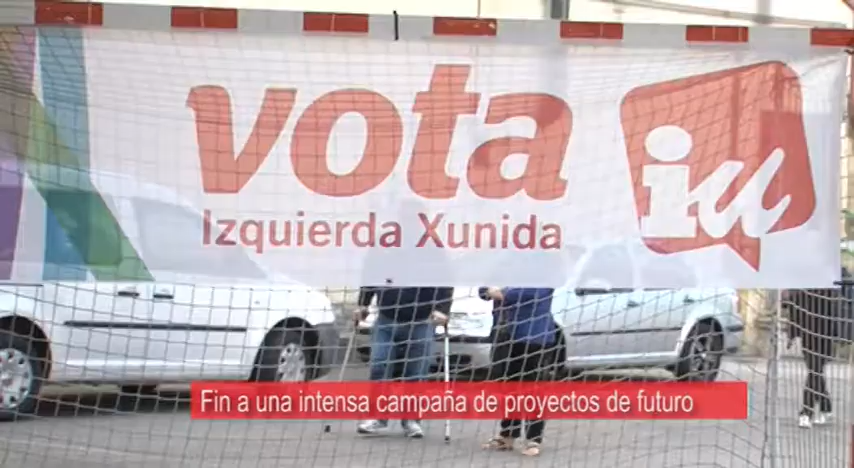 vota
Izquierda Xunida
iu
Fin a una intensa campaña de proyectos de futuro